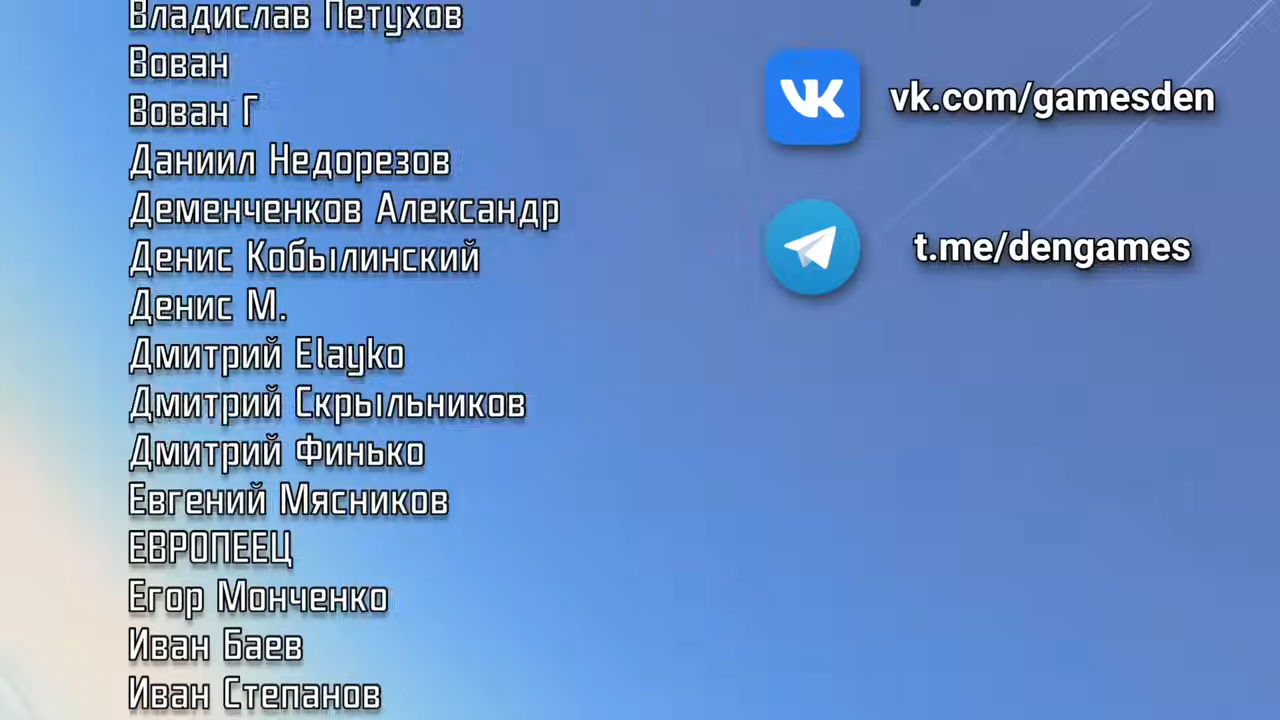 Владислав Петухов
Вован
Вован Г
Даниил Недорезов
Деменченков Александр
Денис Кобылинский
Денис М.
Дмитрий Elayko
Дмитрий Скрыльников
Дмитрий Финько
Евгений Мясников
ЕВРОПЕЕЦ
Егор Монченко
Иван Баев
Иван Степанов
vk.com/gamesden
t.me/dengames